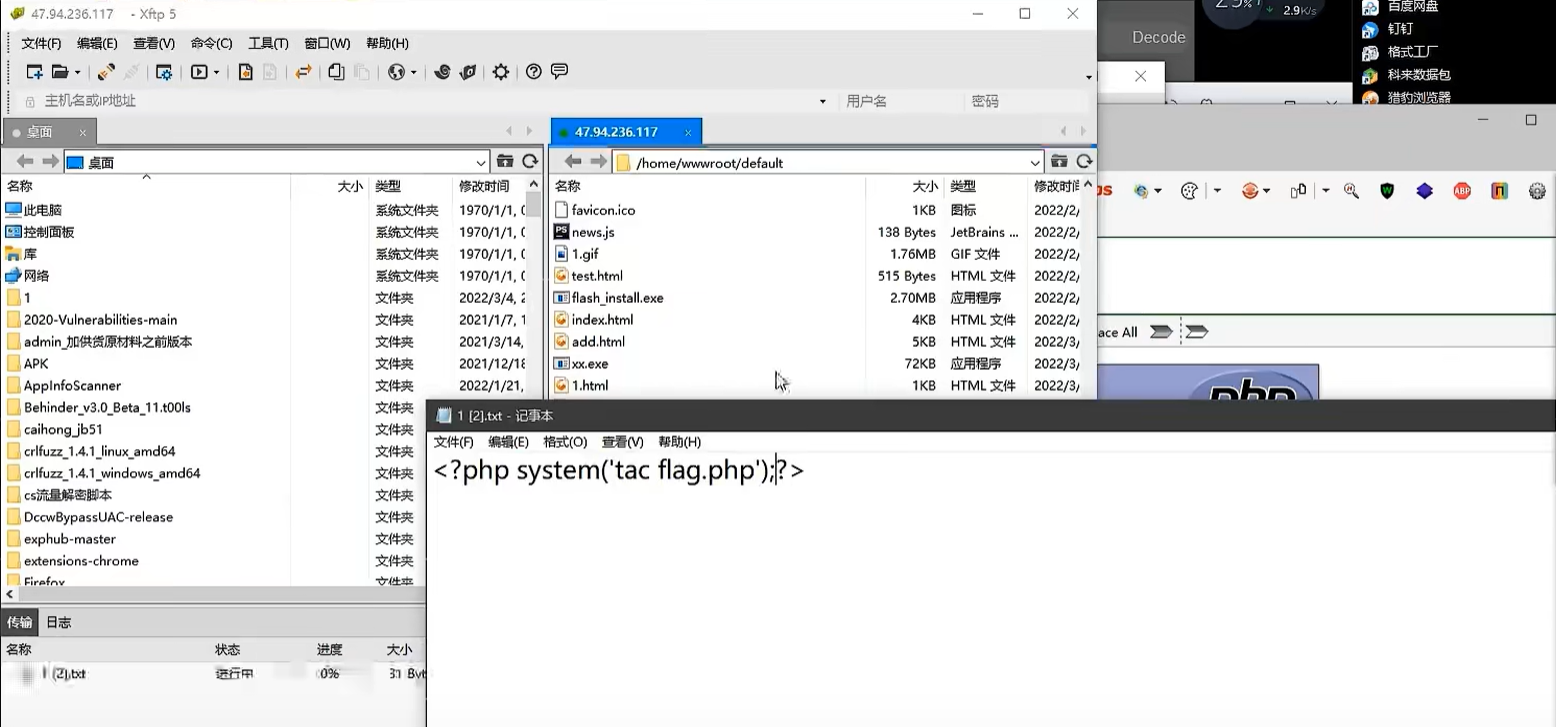 47.94.236.117 - Xftp 5
文件(F) 编辑(E) 查看(V) 命令(C) 工具(T) 窗口(W) 帮助(H)
主机名或IP地址 用户名 密码
桌面
桌面
名称 大小 类型 修改时间
此电脑 系统文件夹 1970/1/1,
控制面板 系统文件夹 1970/1/1,
库 系统文件夹 1970/1/1,
网络 系统文件夹 1970/1/1,
1 文件夹 2022/3/4,
2020-Vulnerabilities-main 文件夹 2021/1/7,
admin_加供货原材料之前版本 文件夹 2021/3/14,
APK 文件夹 2021/12/18
AppInfoScanner 文件夹 2022/1/21,
Behinder_v3.0_Beta_11.t00ls 文件夹
caihong_jb51 文件夹
crlfuzz_1.4.1_linux_amd64 文件夹
crlfuzz_1.4.1_windows_amd64 文件夹
cs流量解密脚本 文件夹
DccwBypassUAC-release 文件夹
exphub-master 文件夹
extensions-chrome 文件夹
Firefox 文件夹
传输 日志
名称 状态 进度 大小
1 [2].txt 运行中 0% 31 Byt
47.94.236.117
/home/wwwroot/default
名称 大小 类型 修改时间
favicon.ico 1KB 图标 2022/2/
news.js 138 Bytes JetBrains ... 2022/2/
1.gif 1.76MB GIF 文件 2022/2/
test.html 515 Bytes HTML 文件 2022/2/
flash_install.exe 2.70MB 应用程序 2022/2/
index.html 4KB HTML 文件 2022/2/
add.html 5KB HTML 文件 2022/3/
xx.exe 72KB 应用程序 2022/3/
1.html 1KB HTML 文件 2022/3/
1 [2].txt - 记事本
文件(F) 编辑(E) 格式(O) 查看(V) 帮助(H)
<?php system('tac flag.php');?>
Decode
2.9K/s
百度网盘
钉钉
格式工厂
科来数据包
猎豹浏览器
ABP
ace All
php